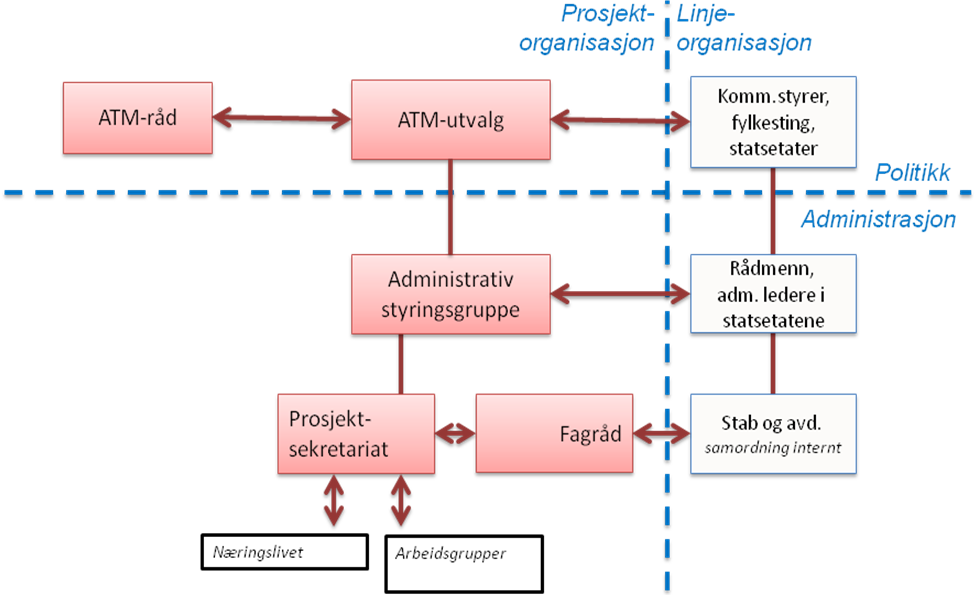 Prosjekt-
organisasjon
Linje-
organisasjon
ATM-råd
ATM-utvalg
Komm.styrer,
fylkesting,
statsetater
Politikk
Administrasjon
Administrativ
styringsgruppe
Rådmenn,
adm. ledere i
statsetatene
Prosjekt-
sekretariat
Fagråd
Stab og avd.
samordning internt
Næringslivet
Arbeidsgrupper